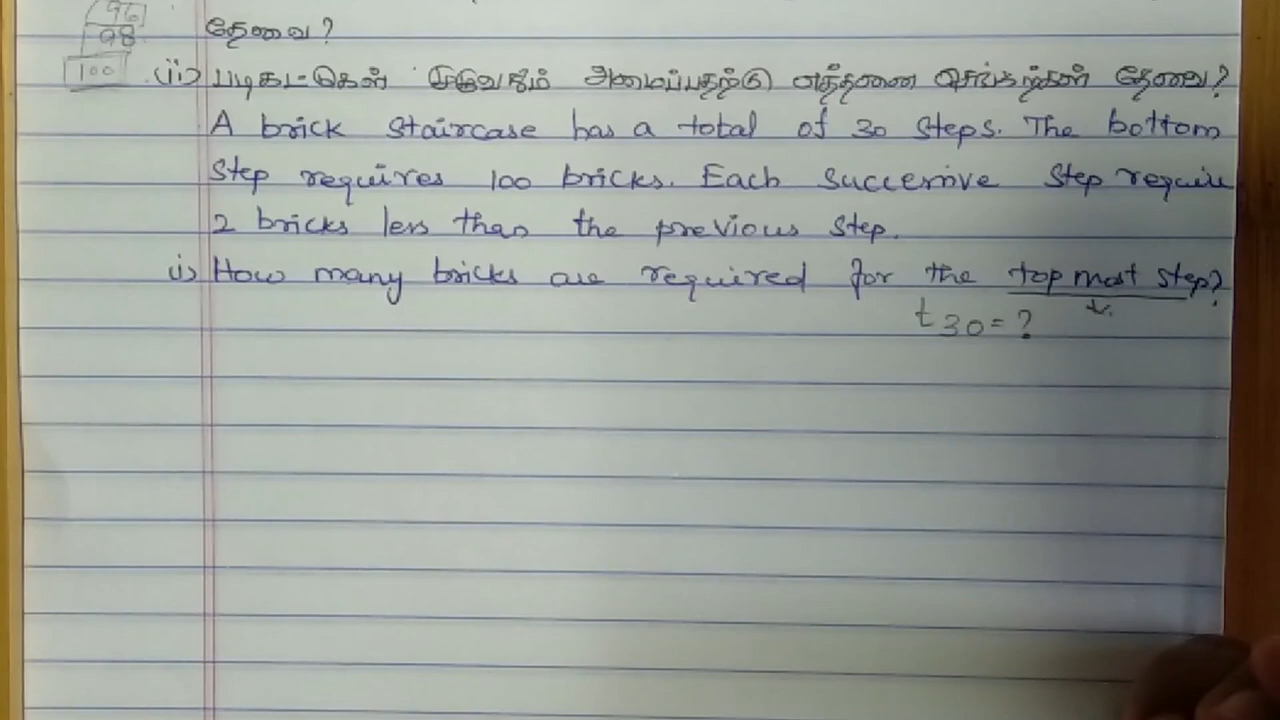 96
98 தேவை?
100 (ii) படிகட்டுகள் முழுவதும் அமைப்பதற்கு எத்தனை செங்கற்கள் தேவை?
A brick staircase has a total of 30 steps. The bottom
step requires 100 bricks. Each successive step require
2 bricks less than the previous step.
i) How many bricks are required for the top most step?
t30 = ?